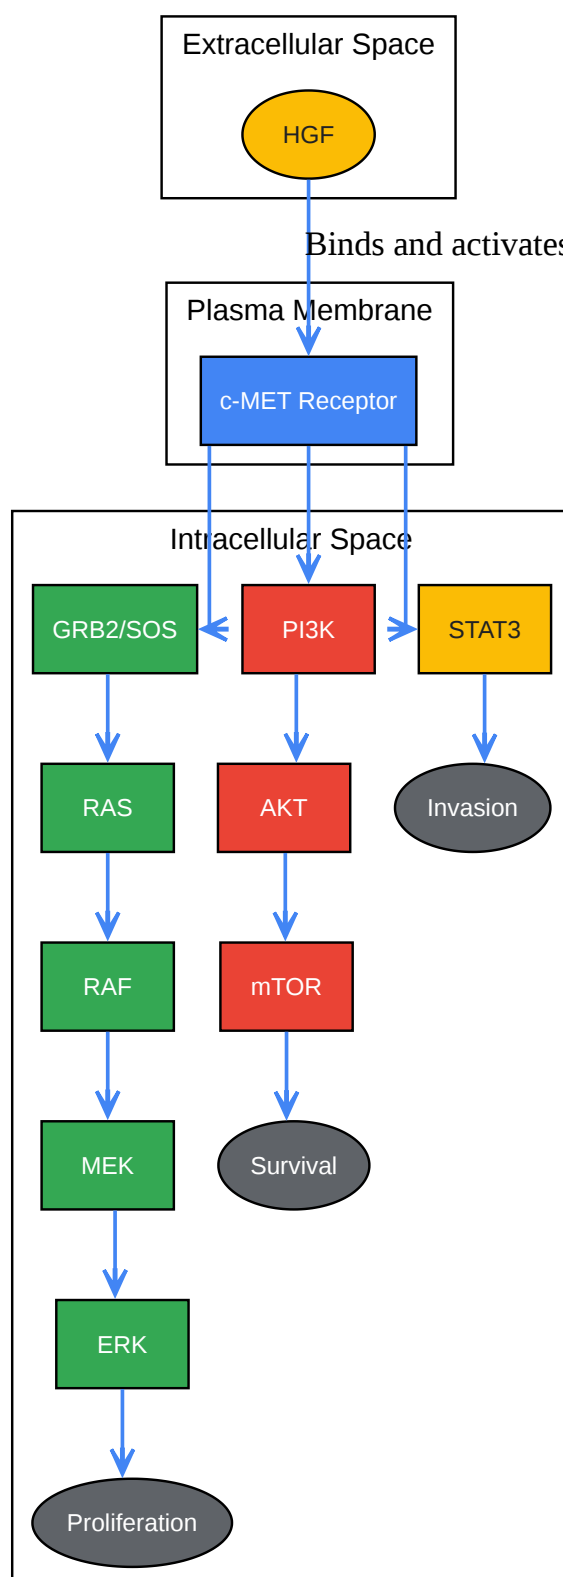 Extracellular Space
HGF
Binds and activates
Plasma Membrane
c-MET Receptor
Intracellular Space
GRB2/SOS
PI3K
STAT3
RAS
AKT
Invasion
RAF
mTOR
MEK
Survival
ERK
Proliferation